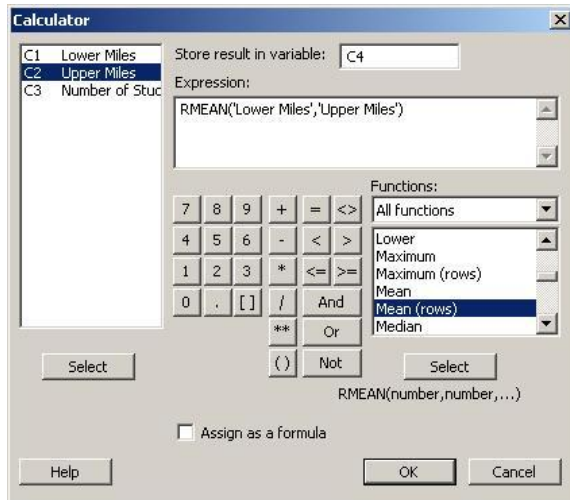 Calculator
C1 Lower Miles
C2 Upper Miles
C3 Number of Stuc
Store result in variable: C4
Expression:
RMEAN('Lower Miles','Upper Miles')
Functions:
All functions
7 8 9 + = <>
4 5 6 - < >
1 2 3 * <= >=
0 . [ ] / And
** Or
( ) Not
Lower
Maximum
Maximum (rows)
Mean
Mean (rows)
Median
Select
Select
RMEAN(number,number,...)
Assign as a formula
Help
OK
Cancel